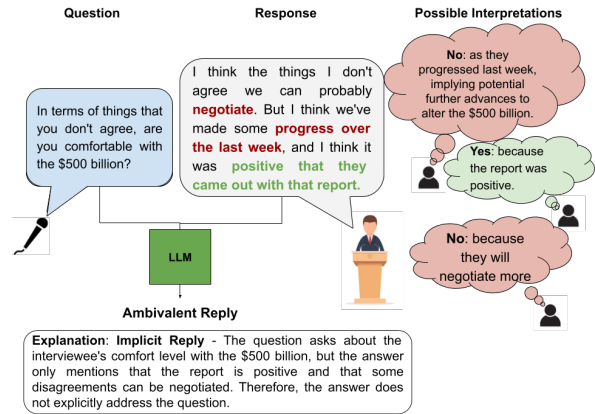 Question
Response
Possible Interpretations
In terms of things that
you don't agree, are
you comfortable with
the $500 billion?
I think the things I don't
agree we can probably
negotiate. But I think we've
made some progress over
the last week, and I think it
was positive that they
came out with that report.
No: as they
progressed last week,
implying potential
further advances to
alter the $500 billion.
Yes: because
the report was
positive.
No: because
they will
negotiate more
LLM
Ambivalent Reply
Explanation: Implicit Reply - The question asks about the
interviewee's comfort level with the $500 billion, but the answer
only mentions that the report is positive and that some
disagreements can be negotiated. Therefore, the answer does
not explicitly address the question.